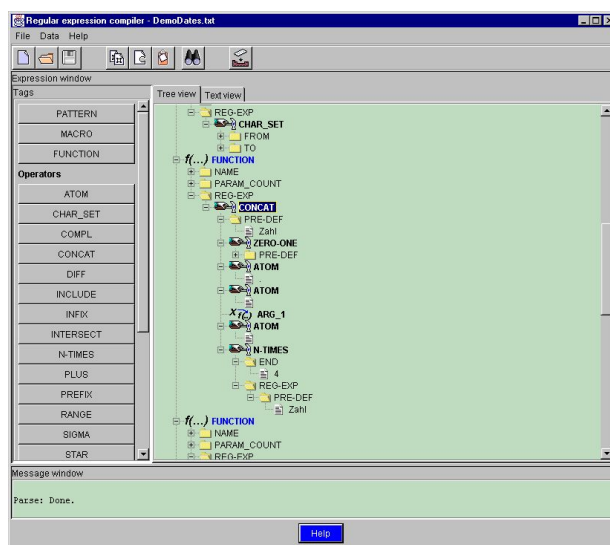 Regular expression compiler - DemoDates.txt
File Data Help
Expression window
Tags
PATTERN
MACRO
FUNCTION
Operators
ATOM
CHAR_SET
COMPL
CONCAT
DIFF
INCLUDE
INFIX
INTERSECT
N-TIMES
PLUS
PREFIX
RANGE
SIGMA
STAR
Tree view Text view
REG-EXP
CHAR_SET
FROM
TO
f(...) FUNCTION
NAME
PARAM_COUNT
REG-EXP
CONCAT
PRE-DEF
Zahl
ZERO-ONE
PRE-DEF
ATOM
.
ATOM
ARG_1
ATOM
N-TIMES
END
4
REG-EXP
PRE-DEF
Zahl
f(...) FUNCTION
NAME
PARAM_COUNT
REG-EXP
Message window
Parse: Done.
Help